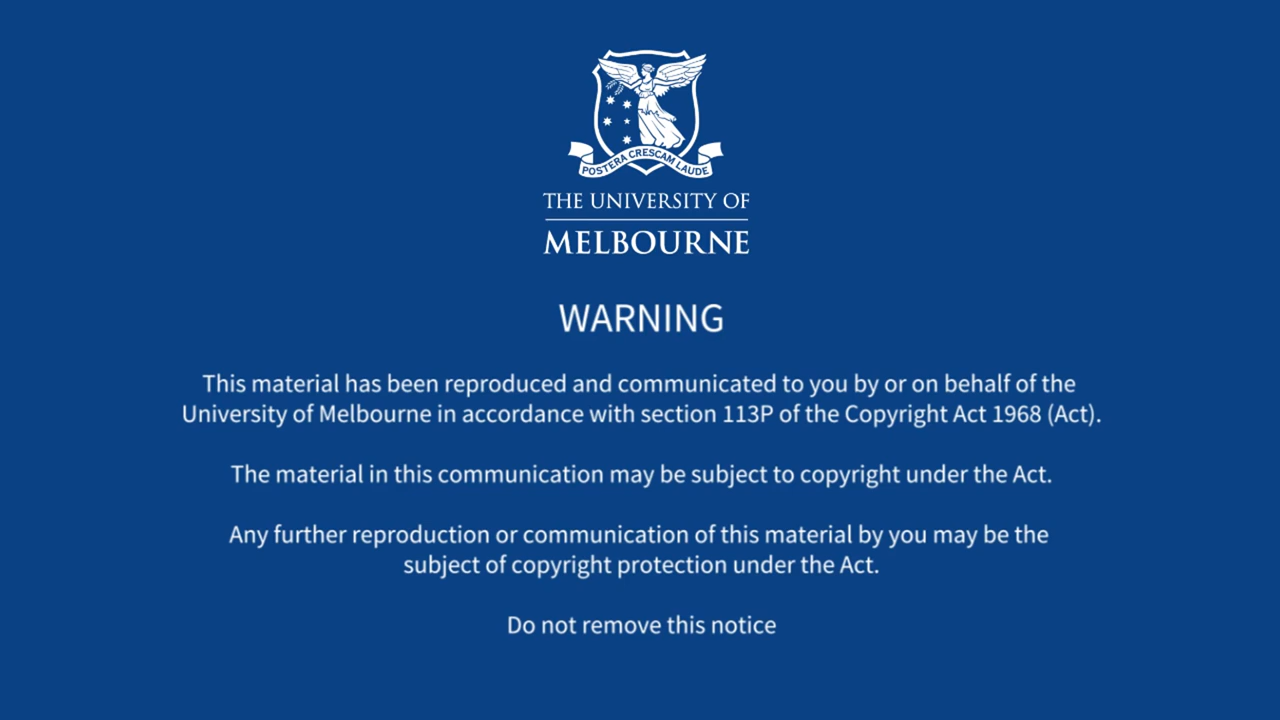 POSTERA CRESCAM LAUDE
THE UNIVERSITY OF
MELBOURNE
WARNING
This material has been reproduced and communicated to you by or on behalf of the
University of Melbourne in accordance with section 113P of the Copyright Act 1968 (Act).
The material in this communication may be subject to copyright under the Act.
Any further reproduction or communication of this material by you may be the
subject of copyright protection under the Act.
Do not remove this notice